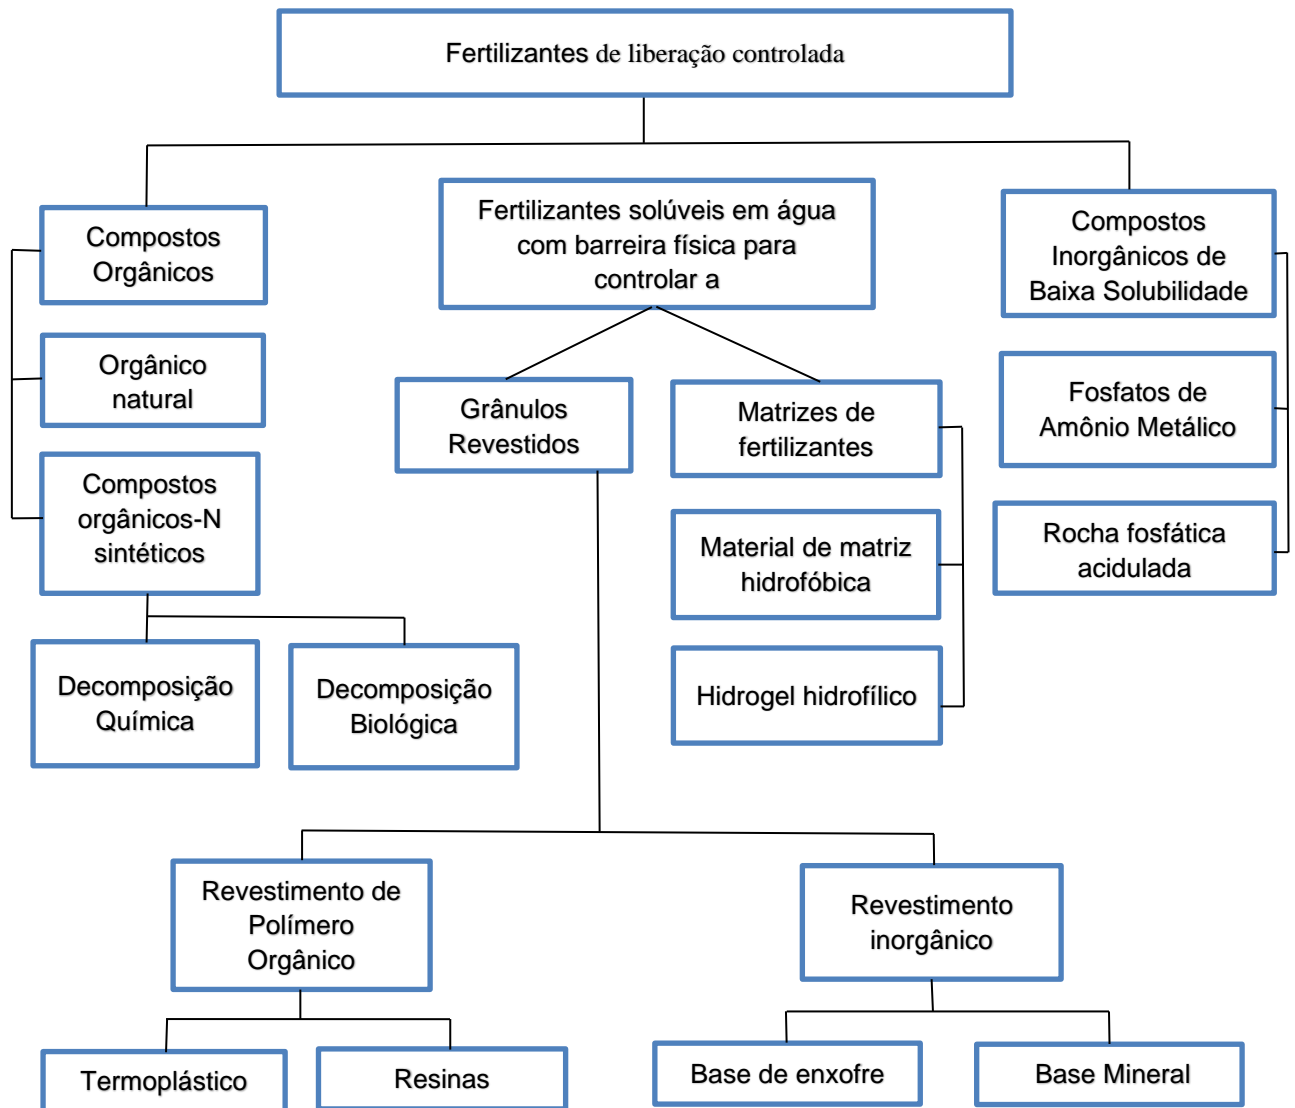 Fertilizantes de liberação controlada
Compostos
Orgânicos
Fertilizantes solúveis em água
com barreira física para
controlar a
Compostos
Inorgânicos de
Baixa Solubilidade
Orgânico
natural
Grânulos
Revestidos
Matrizes de
fertilizantes
Fosfatos de
Amônio Metálico
Compostos
orgânicos-N
sintéticos
Material de matriz
hidrofóbica
Rocha fosfática
acidulada
Decomposição
Química
Decomposição
Biológica
Hidrogel hidrofílico
Revestimento de
Polímero
Orgânico
Revestimento
inorgânico
Termoplástico
Resinas
Base de enxofre
Base Mineral